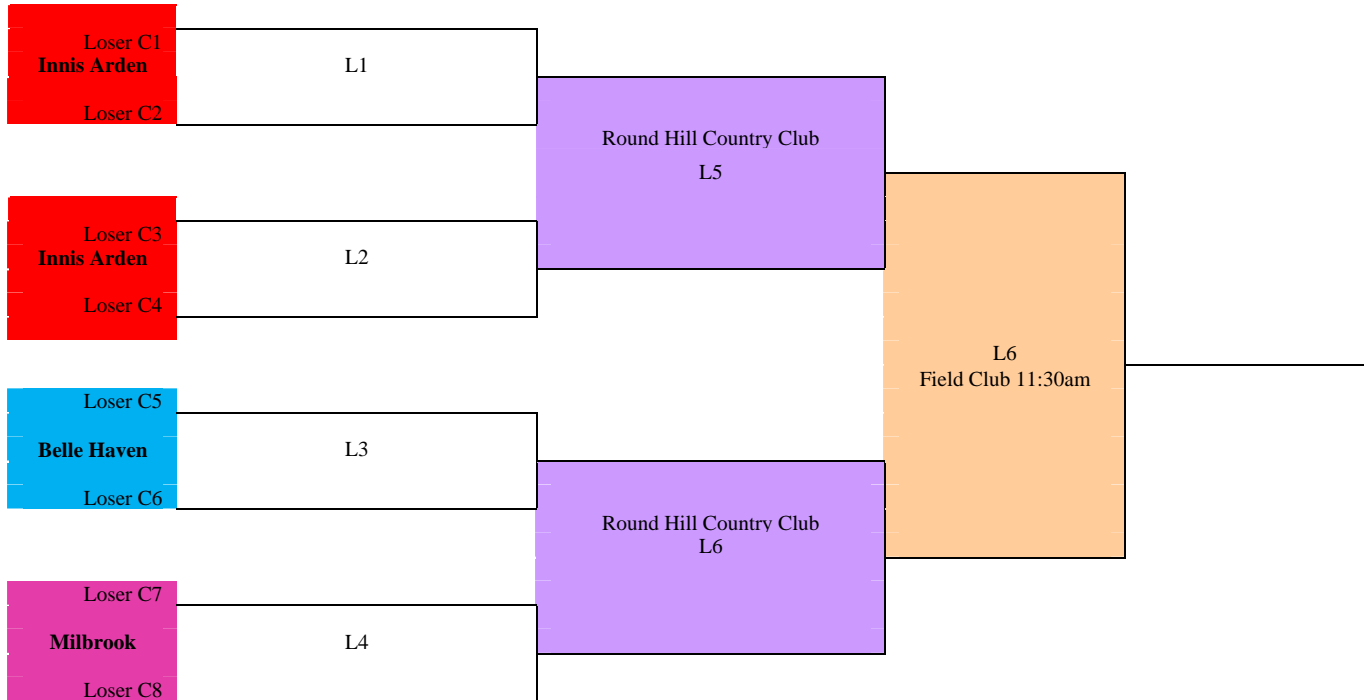 Loser C1
Innis Arden
L1
Loser C2
Round Hill Country Club
L5
Loser C3
Innis Arden
L2
Loser C4
L6
Field Club 11:30am
Loser C5
Belle Haven
L3
Loser C6
Round Hill Country Club
L6
Loser C7
Milbrook
L4
Loser C8